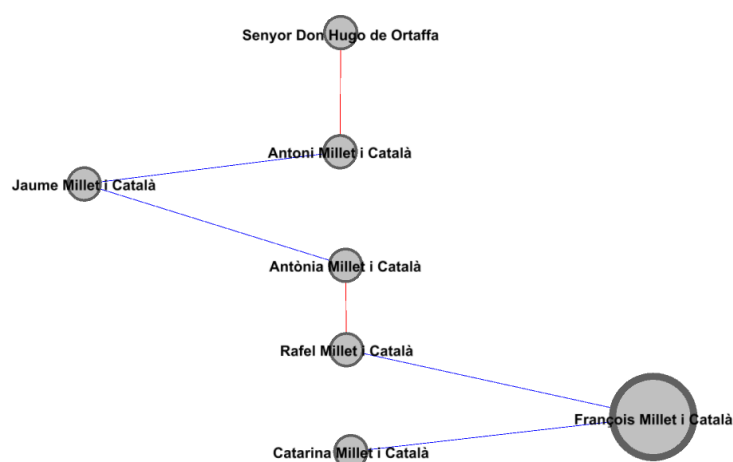 Senyor Don Hugo de Ortaffa
Antoni Millet i Català
Jaume Millet i Català
Antònia Millet i Català
Rafel Millet i Català
François Millet i Català
Catarina Millet i Català